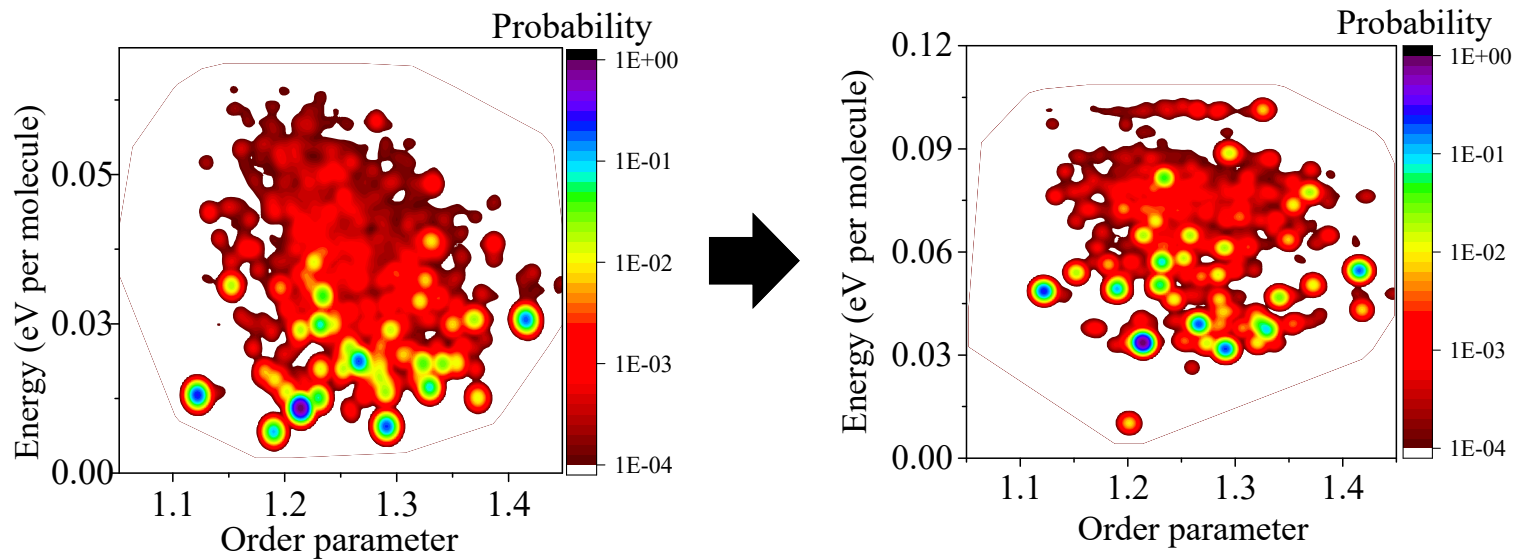 Probability
1E+00
1E-01
1E-02
1E-03
1E-04
Energy (eV per molecule)
0.05
0.03
0.00
1.1 1.2 1.3 1.4
Order parameter
Probability
1E+00
1E-01
1E-02
1E-03
1E-04
Energy (eV per molecule)
0.12
0.09
0.06
0.03
0.00
1.1 1.2 1.3 1.4
Order parameter